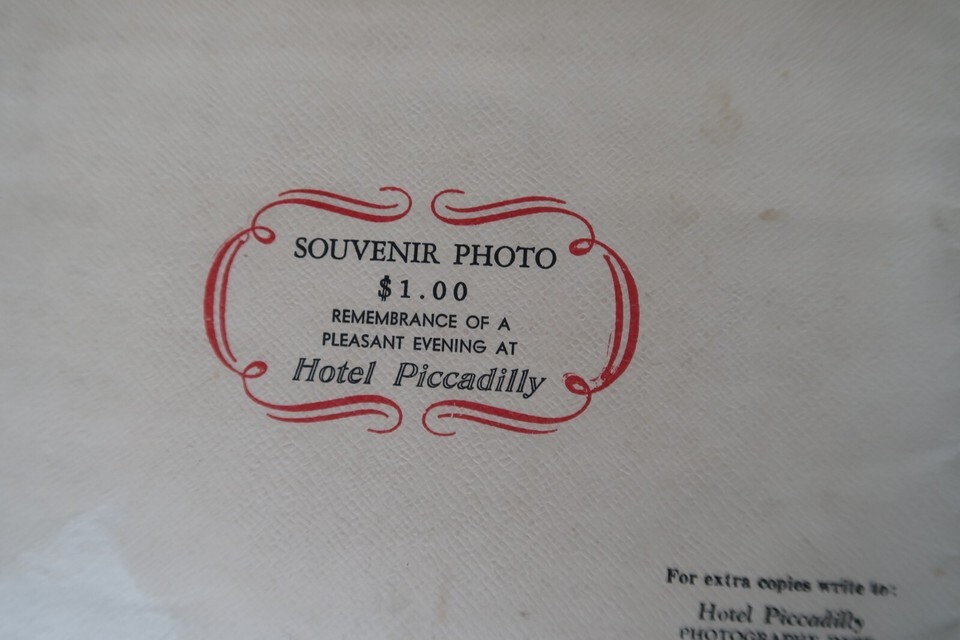 SOUVENIR PHOTO
$1.00
REMEMBRANCE OF A
PLEASANT EVENING AT
Hotel Piccadilly
For extra copies write to:
Hotel Piccadilly